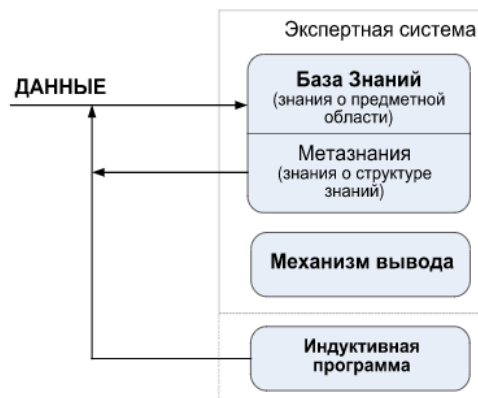 Экспертная система
ДАННЫЕ
База Знаний
(знания о предметной
области)
Метазнания
(знания о структуре
знаний)
Механизм вывода
Индуктивная
программа